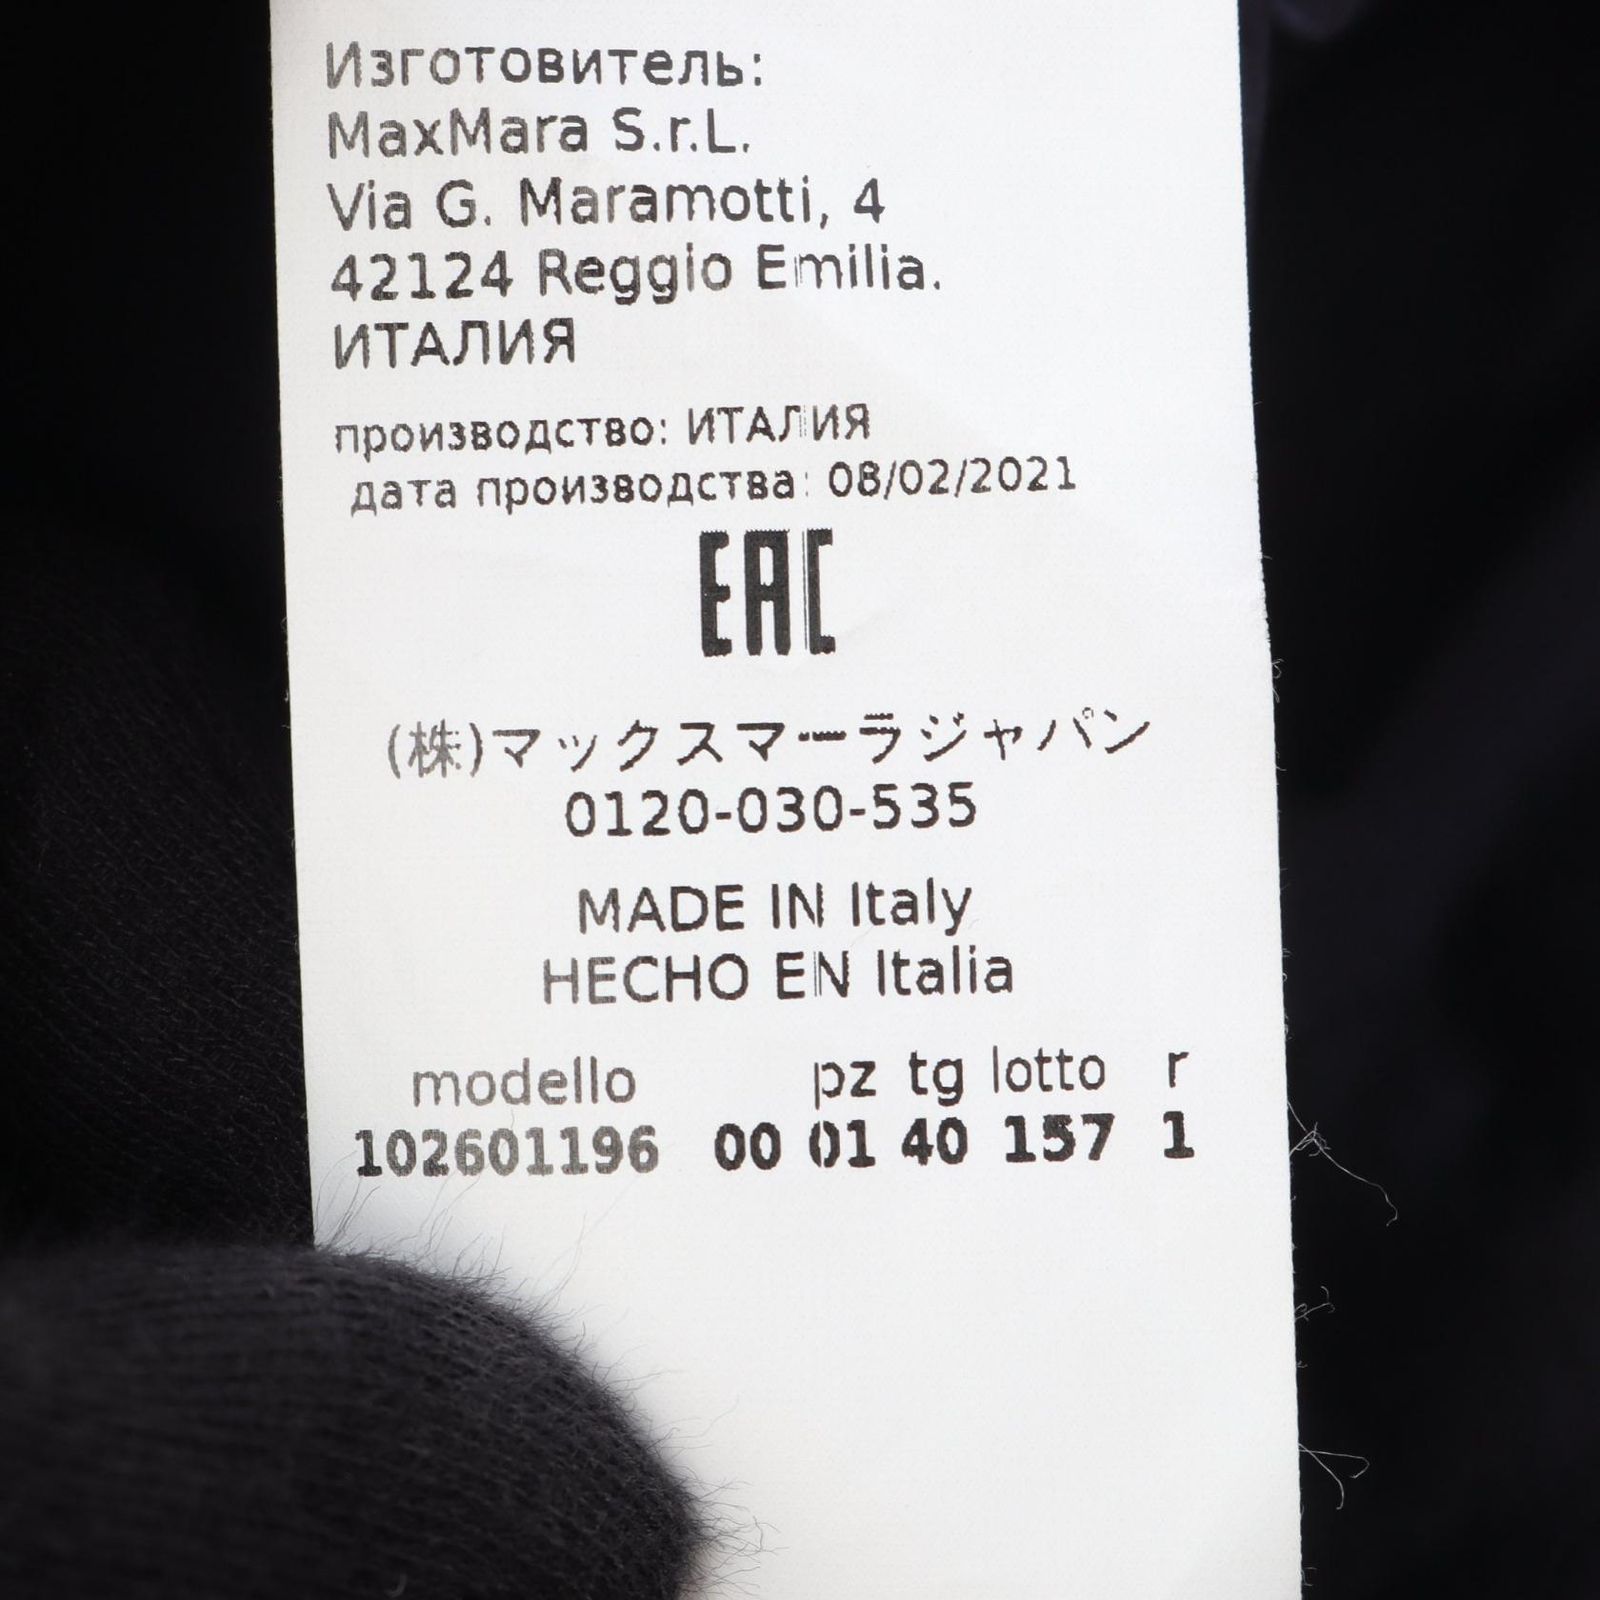 Изготовитель:
MaxMara S.r.L.
Via G. Maramotti, 4
42124 Reggio Emilia.
ИТАЛИЯ
производство: ИТАЛИЯ
дата производства: 08/02/2021
EAC
(株)マックスマーラジャパン
0120-030-535
MADE IN Italy
HECHO EN Italia
modello pz tg lotto r
102601196 00 01 40 157 1